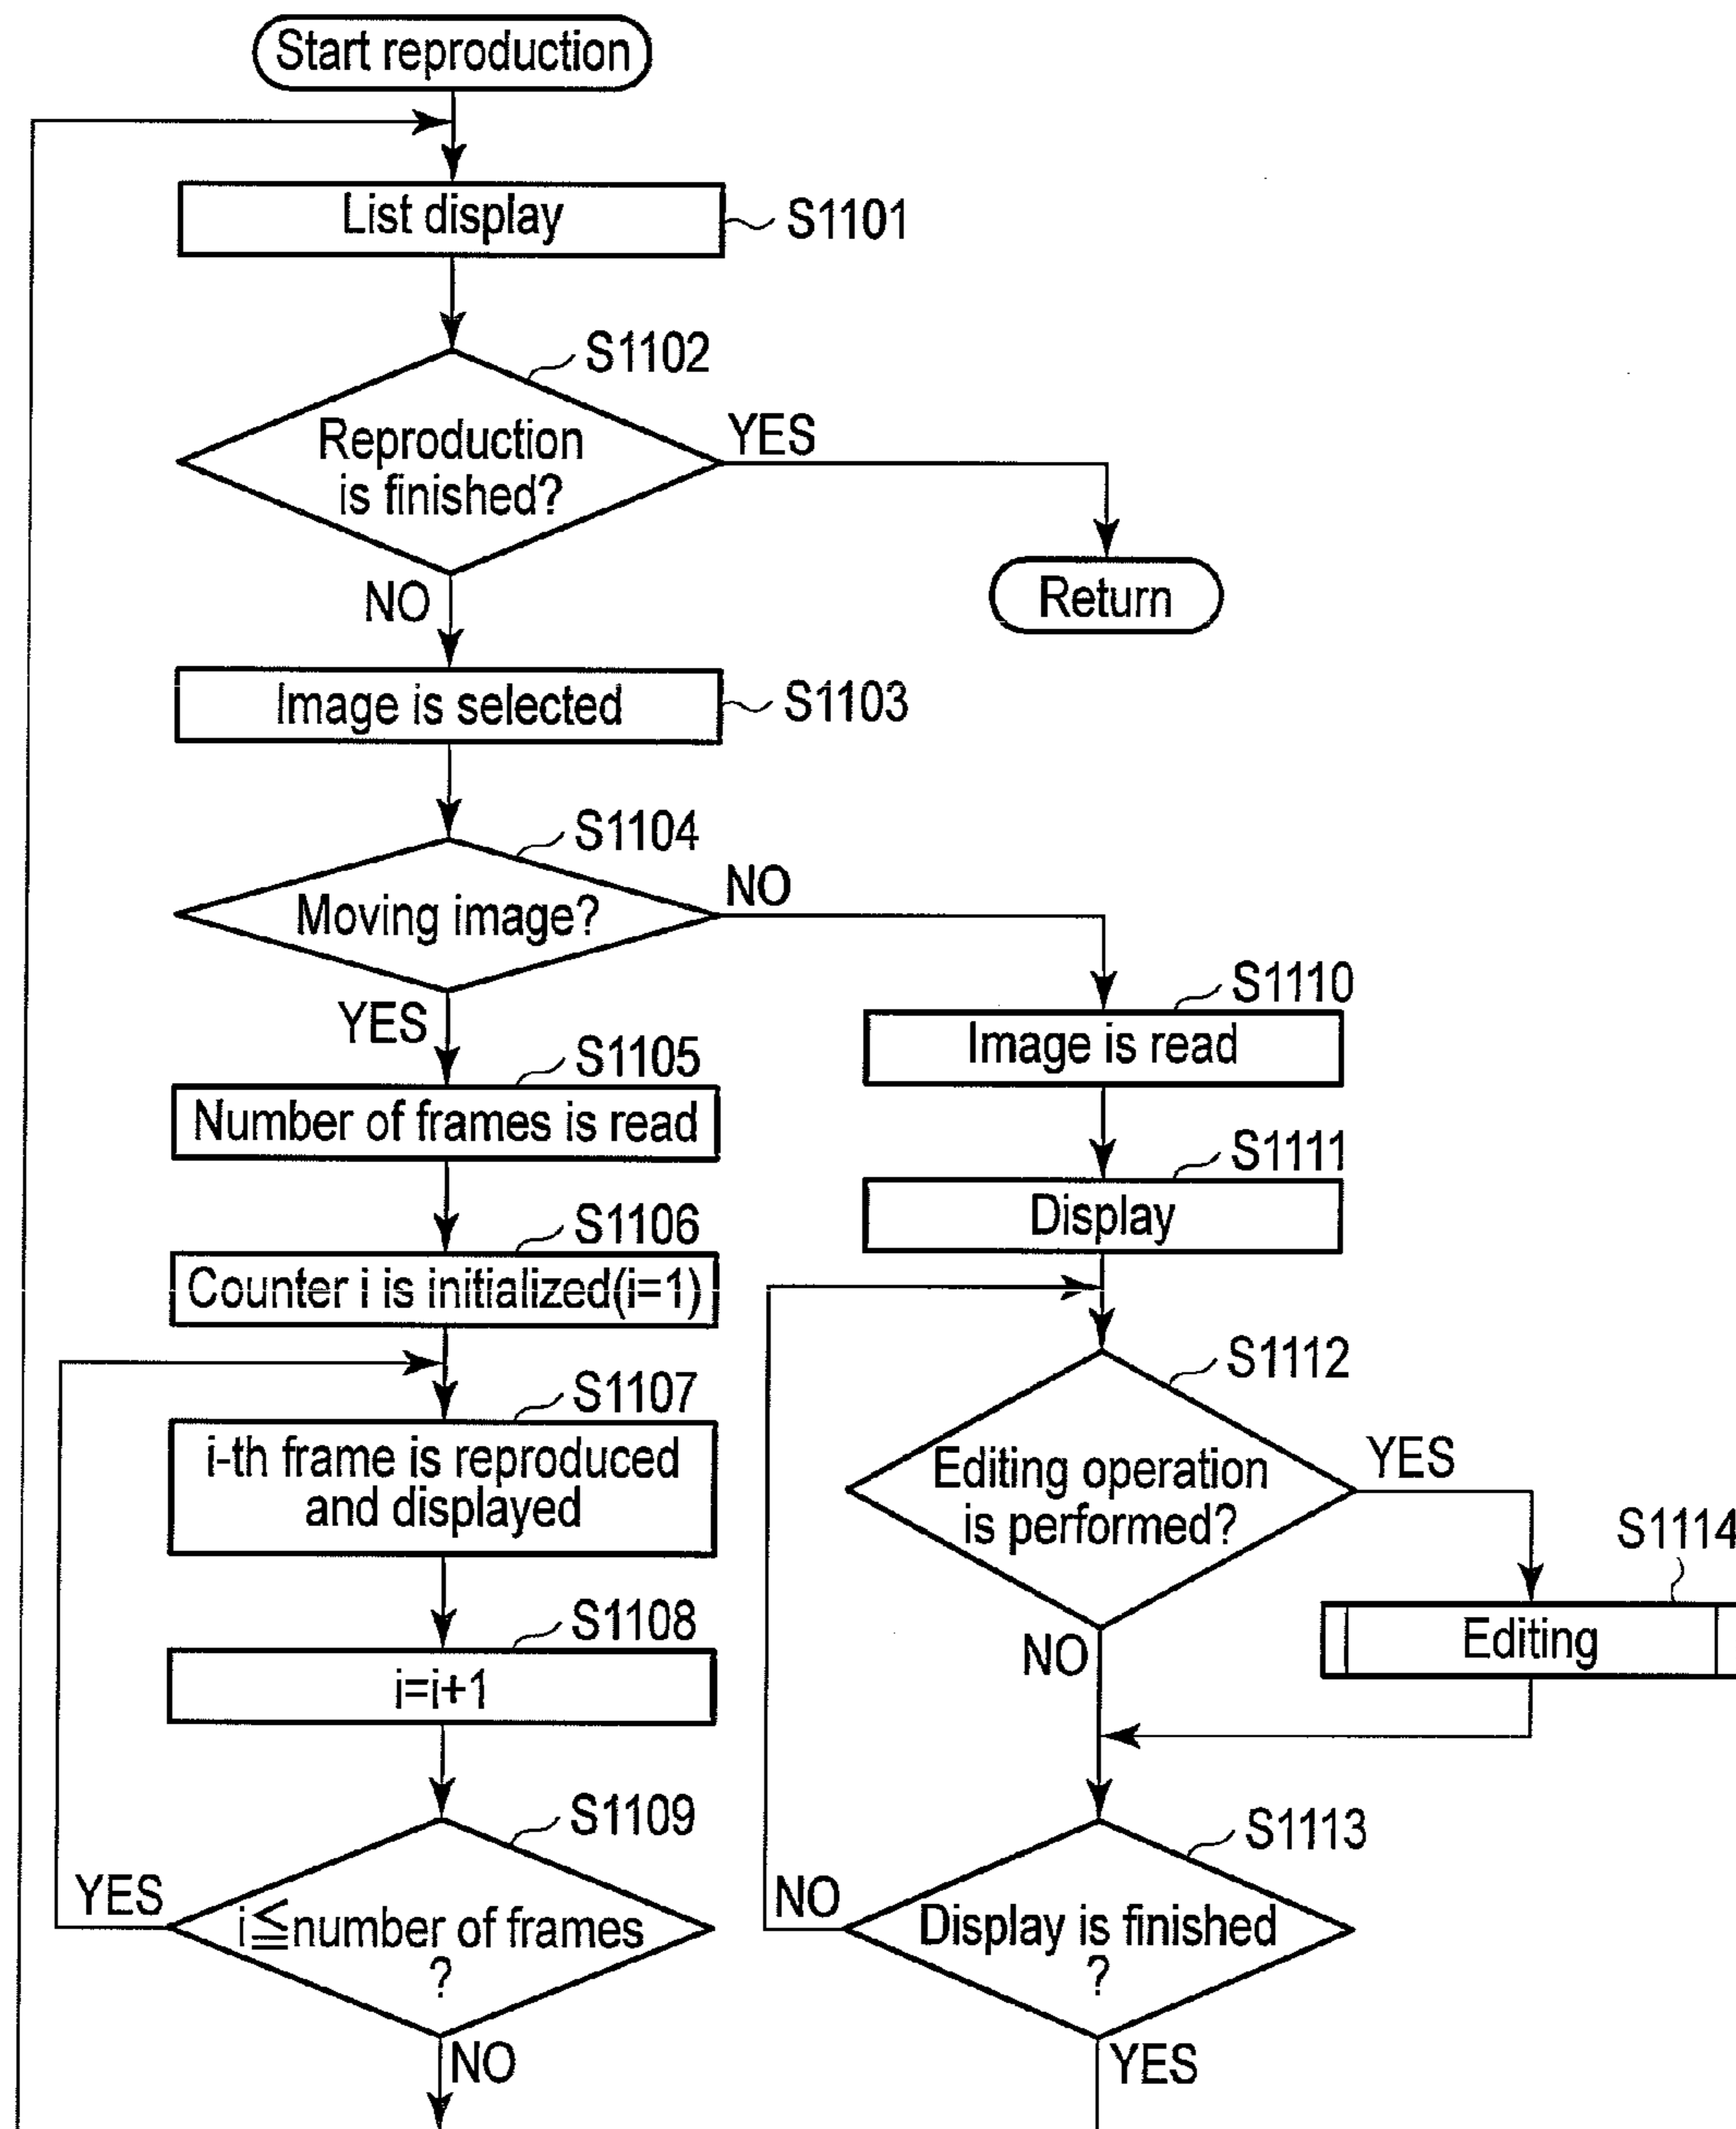 Start reproduction
List display
S1101
S1102
Reproduction
is finished?
YES
NO
Return
Image is selected
S1103
S1104
Moving image?
NO
YES
S1105
Number of frames is read
S1106
Counter i is initialized(i=1)
S1107
i-th frame is reproduced
and displayed
S1108
i=i+1
S1109
YES
i≦number of frames
?
NO
S1110
Image is read
S1111
Display
S1112
Editing operation
is performed?
YES
NO
S1114
Editing
S1113
NO
Display is finished
?
YES